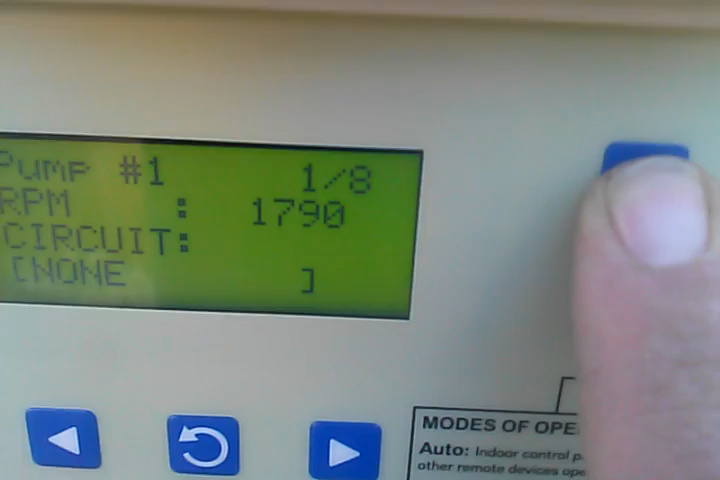 Pump #1 1/8
RPM : 1790
CIRCUIT:
[NONE ]
MODES OF OPE
Auto: Indoor control p
other remote devices ope